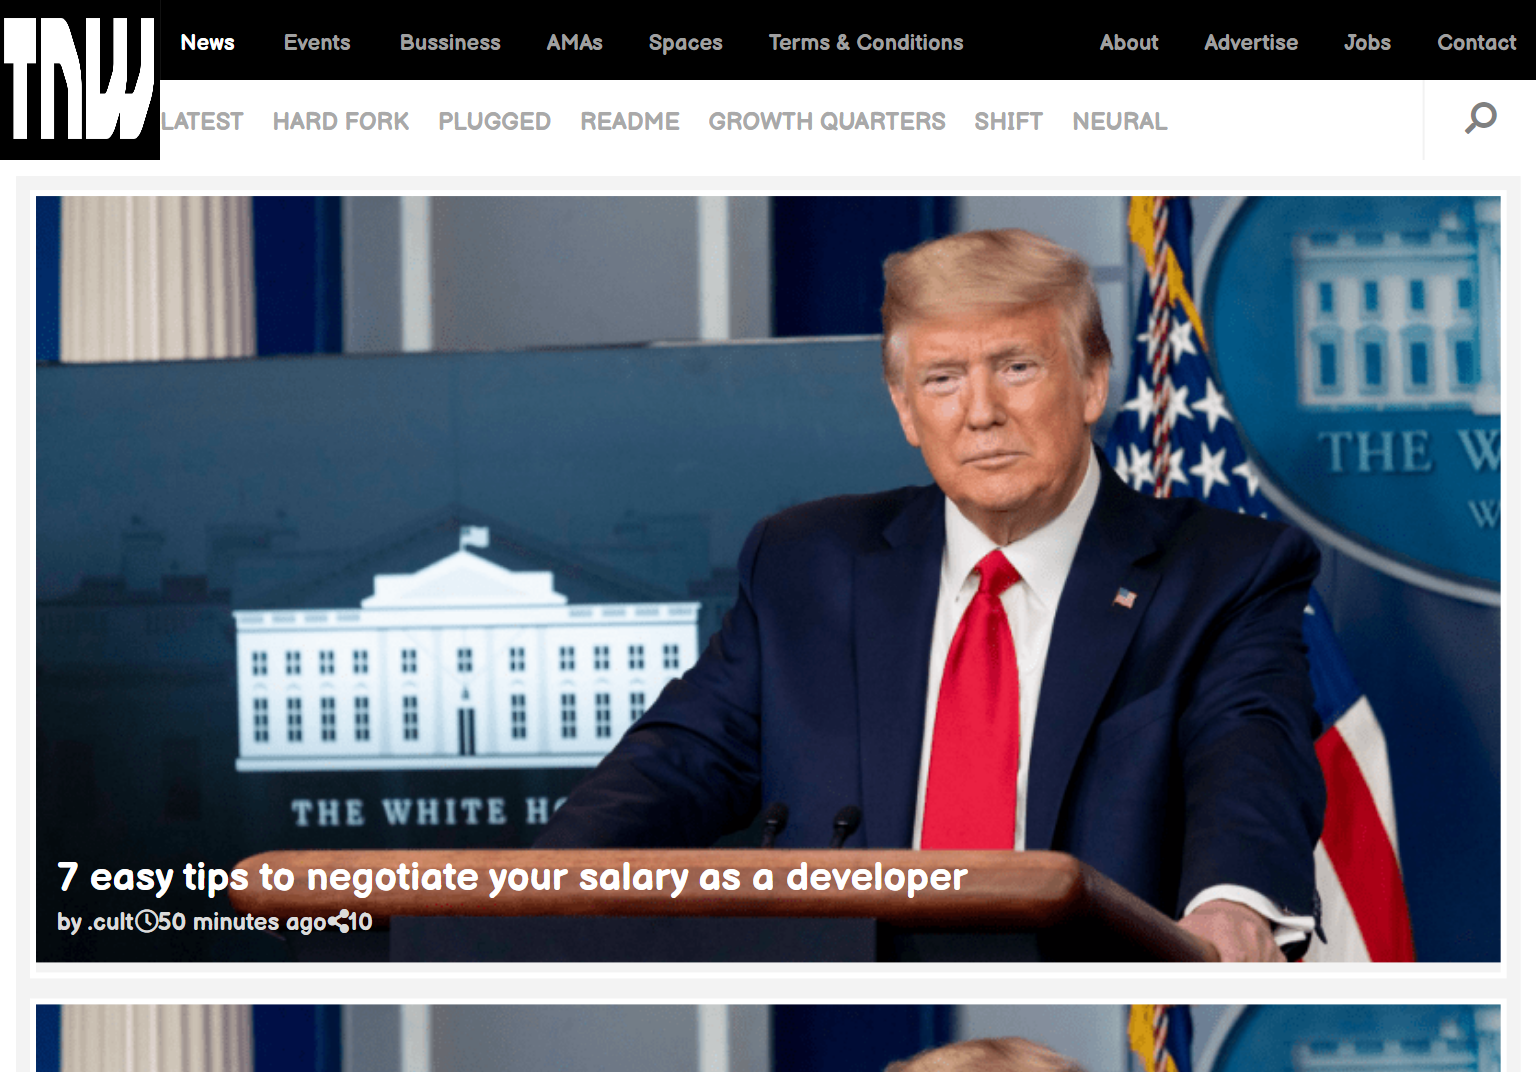 TNW
News Events Bussiness AMAs Spaces Terms & Conditions About Advertise Jobs Contact
LATEST HARD FORK PLUGGED README GROWTH QUARTERS SHIFT NEURAL
THE W
W
THE WHITE HO
7 easy tips to negotiate your salary as a developer
by .cult 50 minutes ago 10